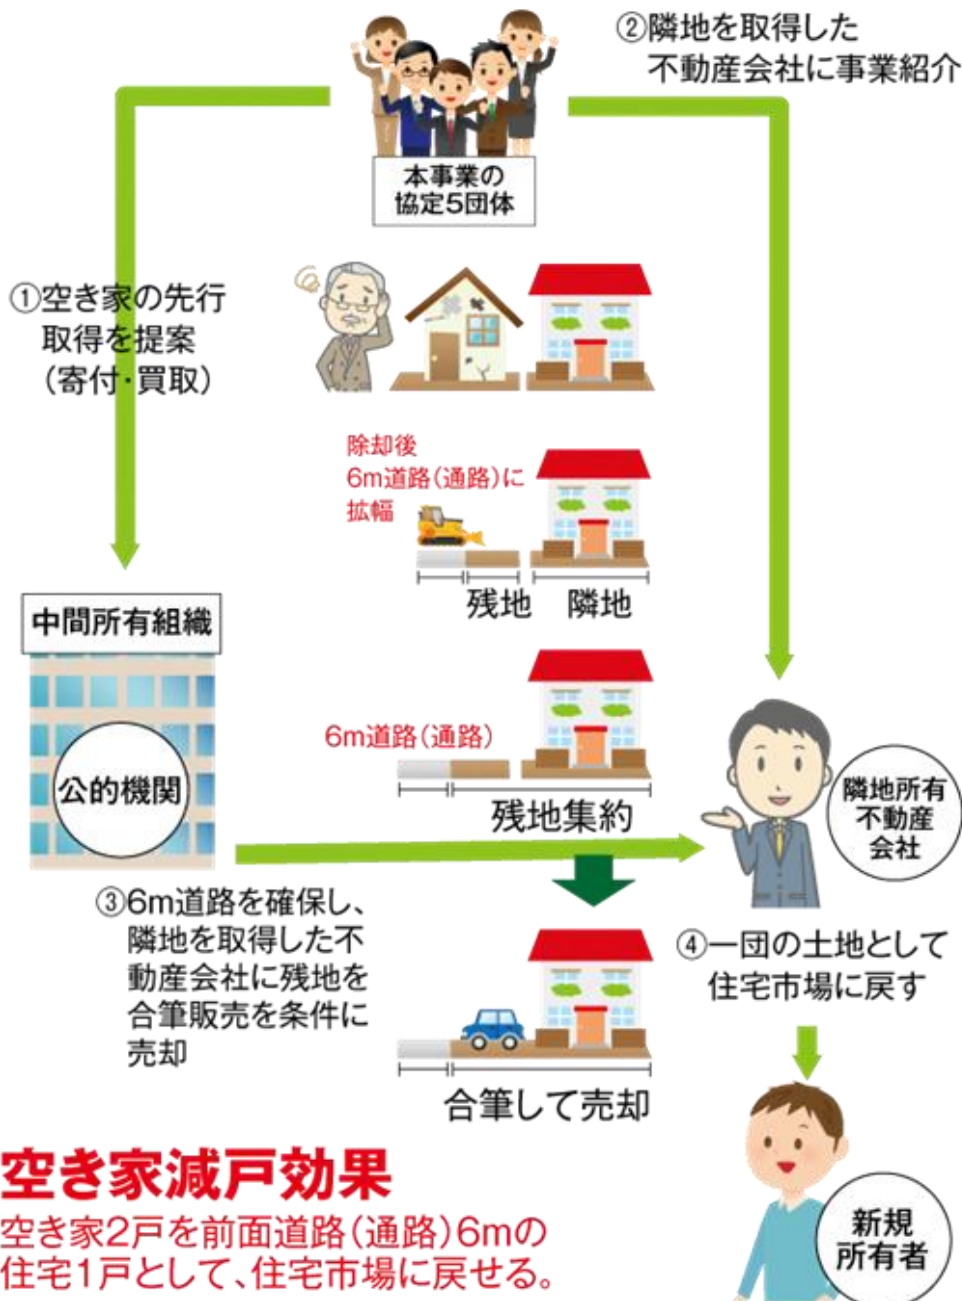 ②隣地を取得した
不動産会社に事業紹介
本事業の
協定5団体
①空き家の先行
取得を提案
（寄付・買取）
除却後
6m道路（通路）に
拡幅
残地
隣地
中間所有組織
公的機関
6m道路（通路）
残地集約
隣地所有
不動産
会社
③6m道路を確保し、
隣地を取得した不
動産会社に残地を
合筆販売を条件に
売却
④一団の土地として
住宅市場に戻す
合筆して売却
空き家減戸効果
空き家2戸を前面道路（通路）6mの
住宅1戸として、住宅市場に戻せる。
新規
所有者